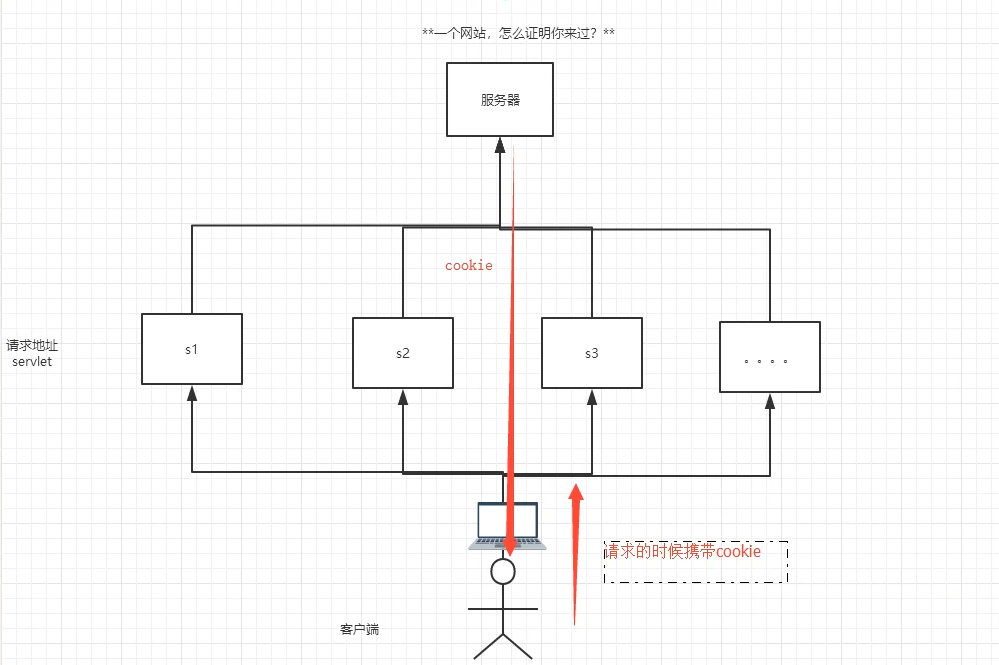 **一个网站，怎么证明你来过？**
服务器
cookie
请求地址
servlet
s1
s2
s3
。。。。
请求的时候携带cookie
客户端